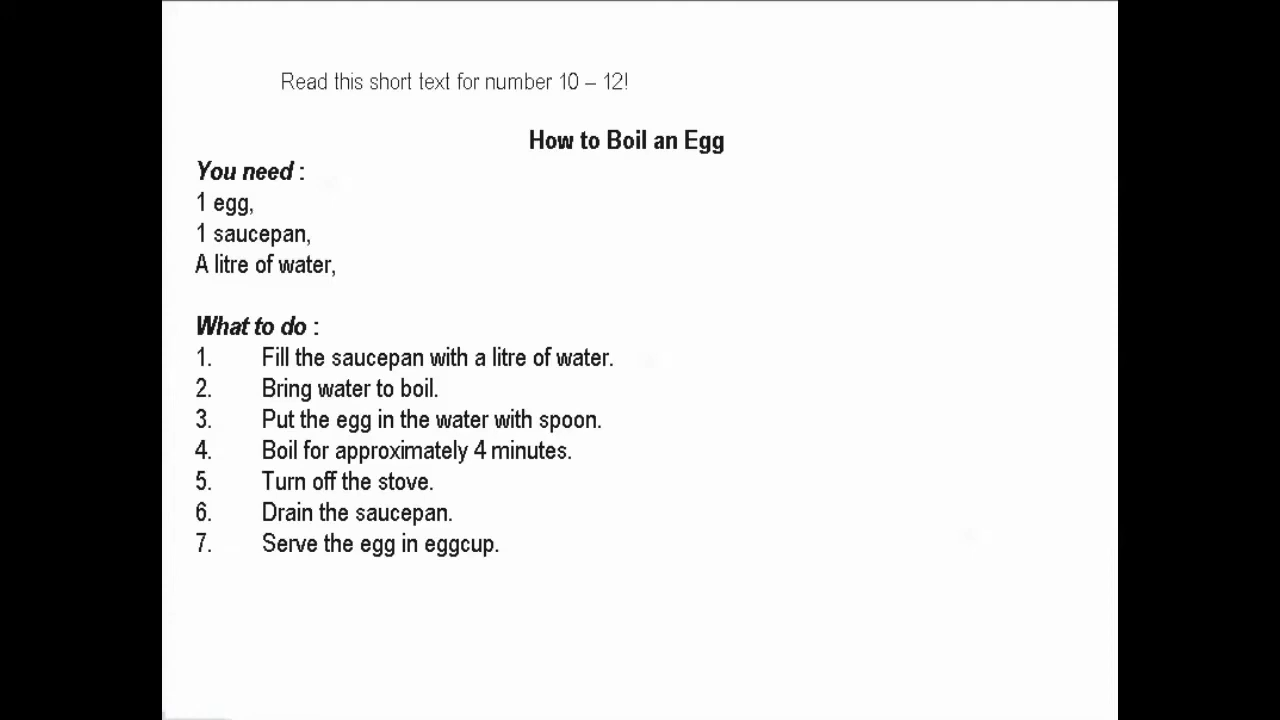 Read this short text for number 10 – 12!
How to Boil an Egg
You need :
1 egg,
1 saucepan,
A litre of water,
What to do :
1. Fill the saucepan with a litre of water.
2. Bring water to boil.
3. Put the egg in the water with spoon.
4. Boil for approximately 4 minutes.
5. Turn off the stove.
6. Drain the saucepan.
7. Serve the egg in eggcup.